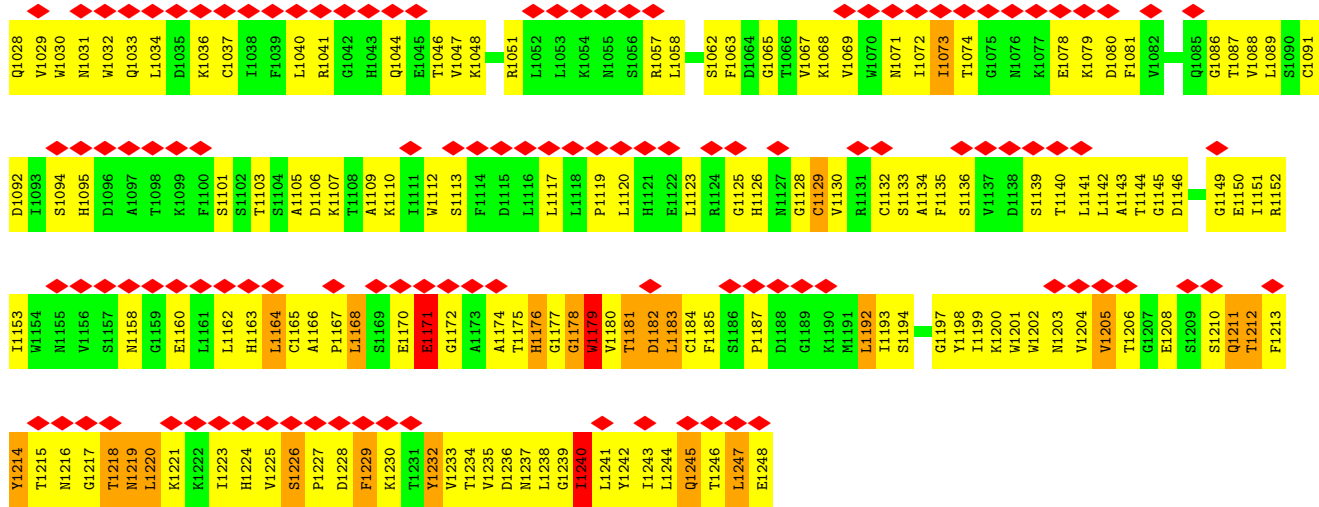 Q1028 V1029 W1030 N1031 W1032 Q1033 L1034 D1035 K1036 C1037 I1038 F1039 L1040 R1041 G1042 H1043 Q1044 E1045 T1046 V1047 K1048 R1051 L1052 L1053 K1054 N1055 S1056 R1057 L1058 S1062 F1063 D1064 G1065 T1066 V1067 K1068 V1069 W1070 N1071 I1072 I1073 T1074 G1075 N1076 K1077 E1078 K1079 D1080 F1081 V1082 Q1085 G1086 T1087 V1088 L1089 S1090 C1091
D1092 I1093 S1094 H1095 D1096 A1097 T1098 K1099 F1100 S1101 S1102 T1103 S1104 A1105 D1106 K1107 T1108 A1109 K1110 I1111 W1112 S1113 F1114 D1115 L1116 L1117 L1118 P1119 L1120 H1121 E1122 L1123 R1124 G1125 H1126 N1127 G1128 C1129 V1130 R1131 C1132 S1133 A1134 F1135 S1136 V1137 D1138 S1139 T1140 L1141 L1142 A1143 T1144 G1145 D1146 G1149 E1150 I1151 R1152
I1153 W1154 N1155 V1156 S1157 N1158 G1159 E1160 L1161 L1162 H1163 L1164 C1165 A1166 P1167 L1168 S1169 E1170 E1171 G1172 A1173 A1174 T1175 H1176 G1177 G1178 W1179 V1180 T1181 D1182 L1183 C1184 F1185 S1186 P1187 D1188 G1189 K1190 M1191 L1192 I1193 S1194 G1197 Y1198 I1199 K1200 W1201 W1202 N1203 V1204 V1205 T1206 G1207 E1208 S1209 S1210 Q1211 T1212 F1213
Y1214 T1215 N1216 G1217 T1218 N1219 L1220 K1221 K1222 I1223 H1224 V1225 S1226 P1227 D1228 F1229 K1230 T1231 Y1232 V1233 T1234 V1235 D1236 N1237 L1238 G1239 I1240 L1241 Y1242 I1243 L1244 Q1245 T1246 L1247 E1248